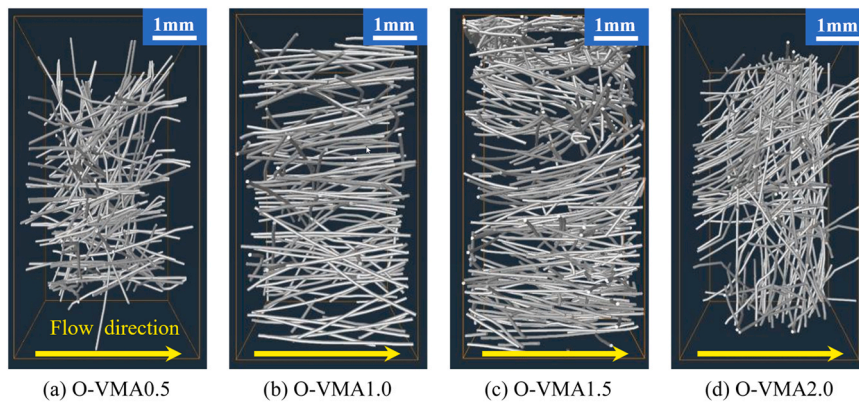 1mm
1mm
1mm
1mm
Flow direction
(a) O-VMA0.5
(b) O-VMA1.0
(c) O-VMA1.5
(d) O-VMA2.0